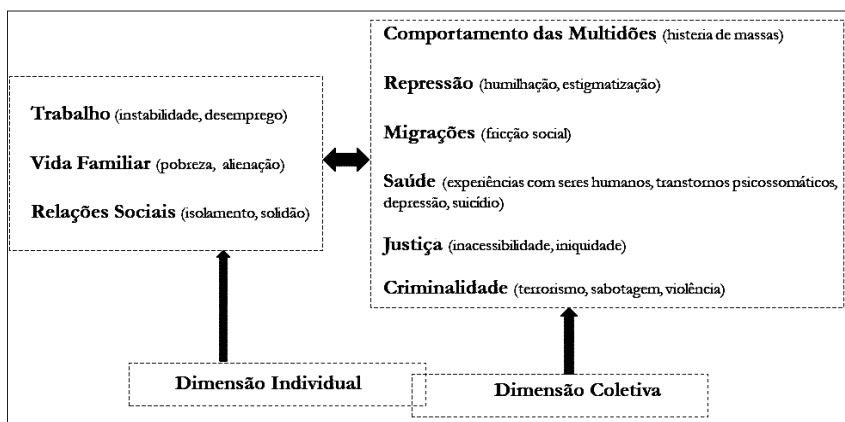 Trabalho (instabilidade, desemprego)
Vida Familiar (pobreza, alienação)
Relações Sociais (isolamento, solidão)
Comportamento das Multidões (histeria de massas)
Repressão (humilhação, estigmatização)
Migrações (fricção social)
Saúde (experiências com seres humanos, transtornos psicossomáticos,
depressão, suicídio)
Justiça (inacessibilidade, iniquidade)
Criminalidade (terrorismo, sabotagem, violência)
Dimensão Individual
Dimensão Coletiva